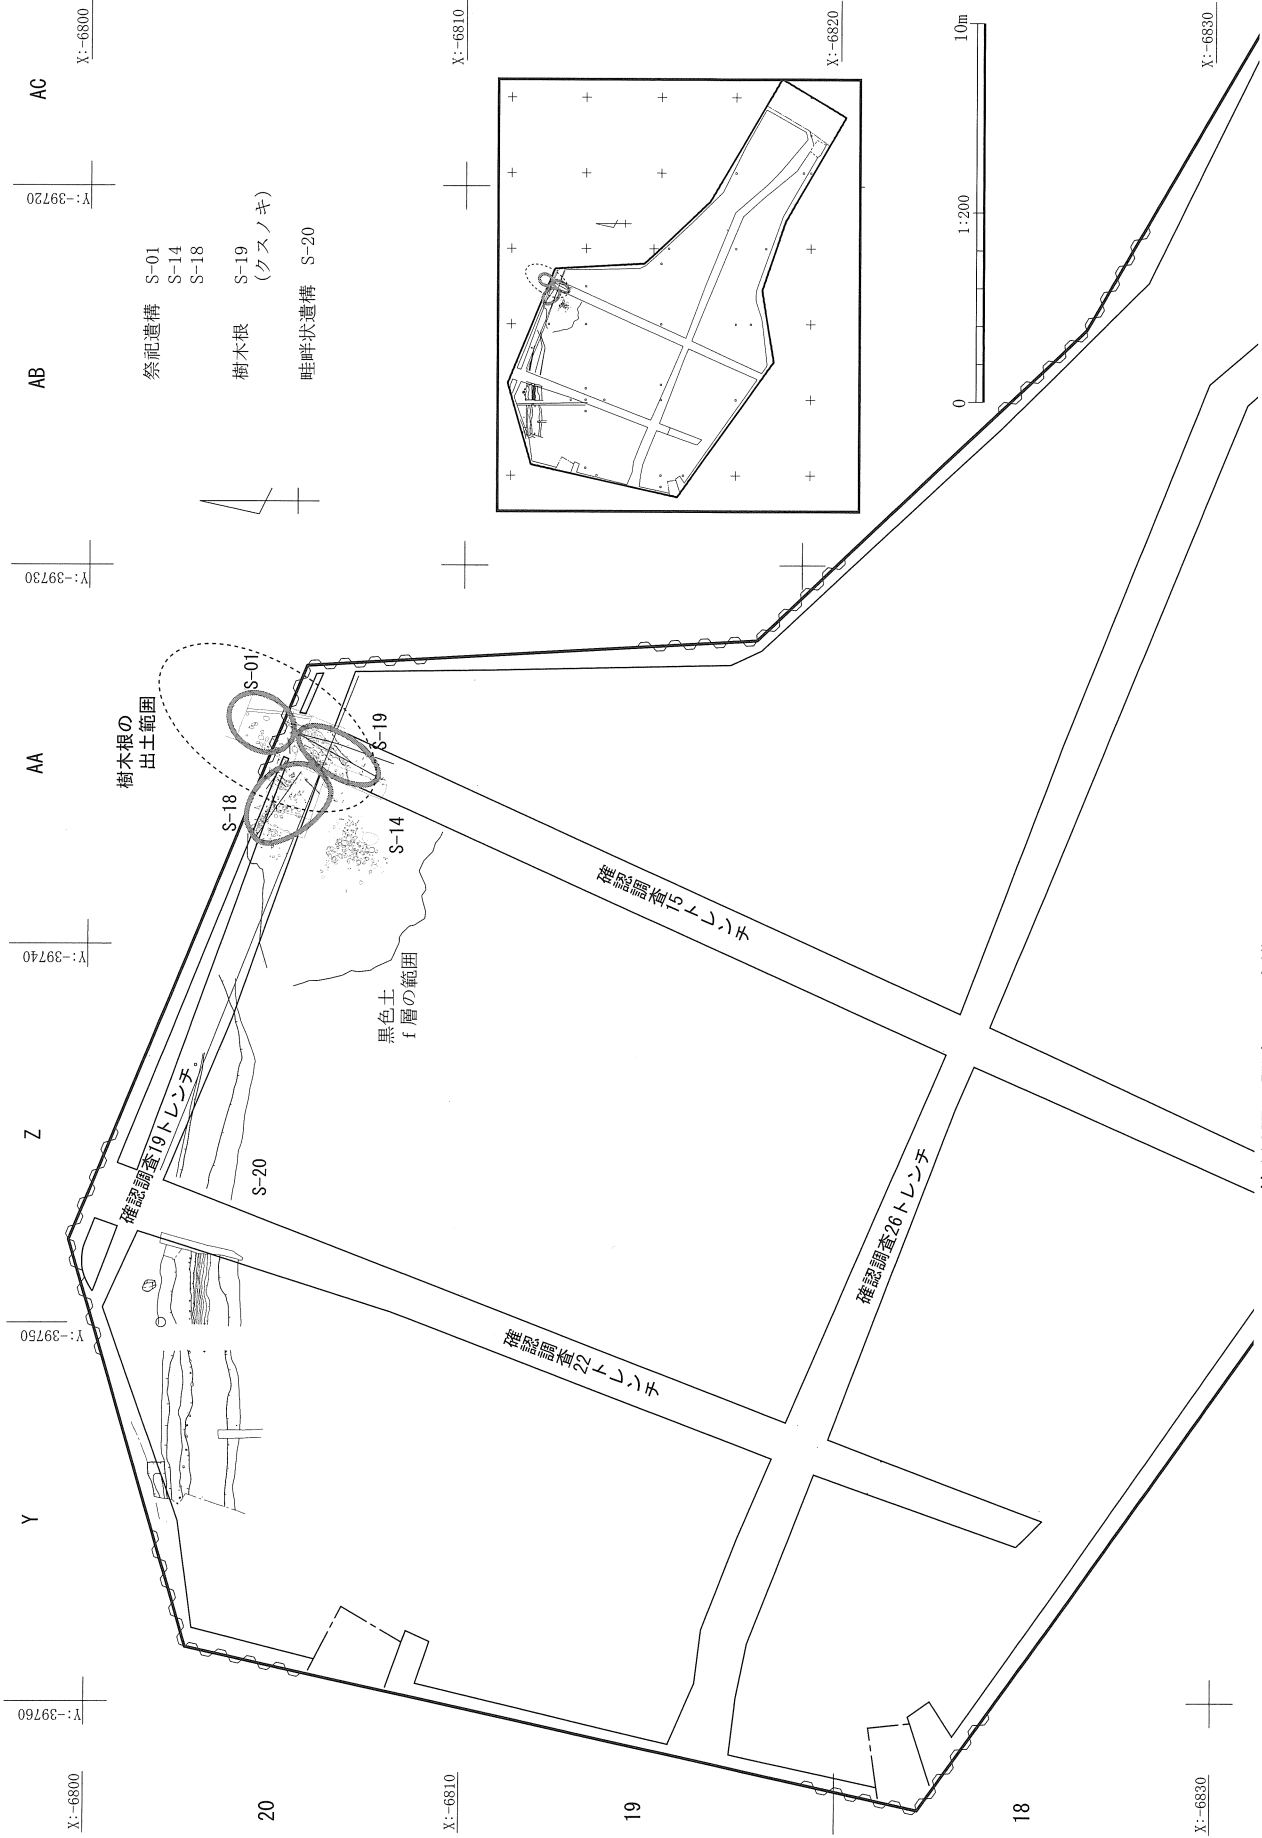 X:-6800
X:-6810
X:-6820
X:-6830
AC
AB
AA
Z
Y
Y:-39720
Y:-39730
Y:-39740
Y:-39750
Y:-39760
祭祀遺構 S-01
S-14
S-18
樹木根 S-19
(クスノキ)
畦畔状遺構 S-20
0
1:200
10m
樹木根の
出土範囲
S-01
S-19
S-18
S-14
黒色土
f層の範囲
確認調査15トレンチ
確認調査19トレンチ
S-20
確認調査22トレンチ
確認調査26トレンチ
X:-6800
20
X:-6810
19
18
X:-6830